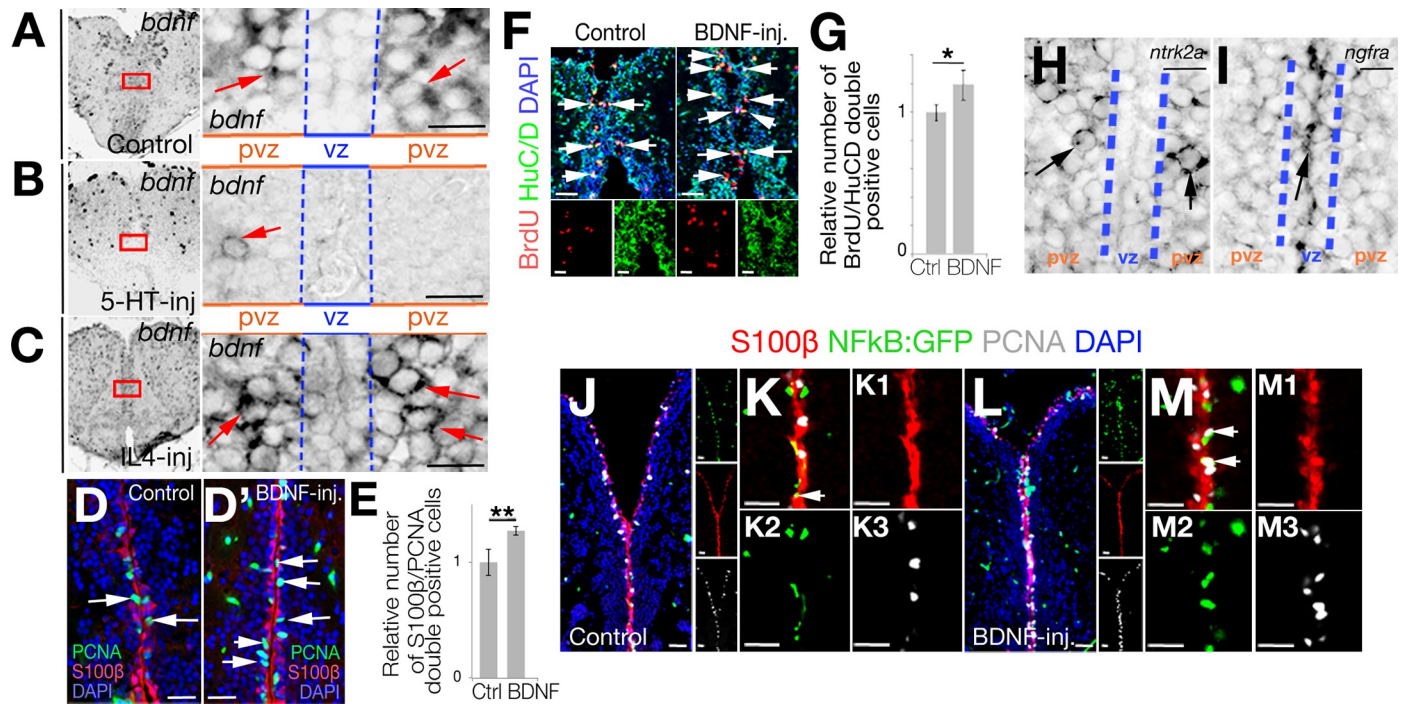 A
bdnf
Control
bdnf
pvz vz pvz
B
bdnf
5-HT-inj
bdnf
pvz vz pvz
C
bdnf
IL4-inj
bdnf
D
Control
PCNA
S100β
DAPI
D’
BDNF-inj.
PCNA
S100β
DAPI
E
Relative number
of S100β/PCNA
double positive cells
**
1
0
Ctrl BDNF
F
Control
BDNF-inj.
BrdU HuC/D DAPI
G
Relative number of
BrdU/HuCD double
positive cells
*
1
0
Ctrl BDNF
H
ntrk2a
pvz vz pvz
I
ngfra
pvz vz pvz
S100β NFkB:GFP PCNA DAPI
J
Control
K
K1
K2
K3
L
BDNF-inj.
M
M1
M2
M3